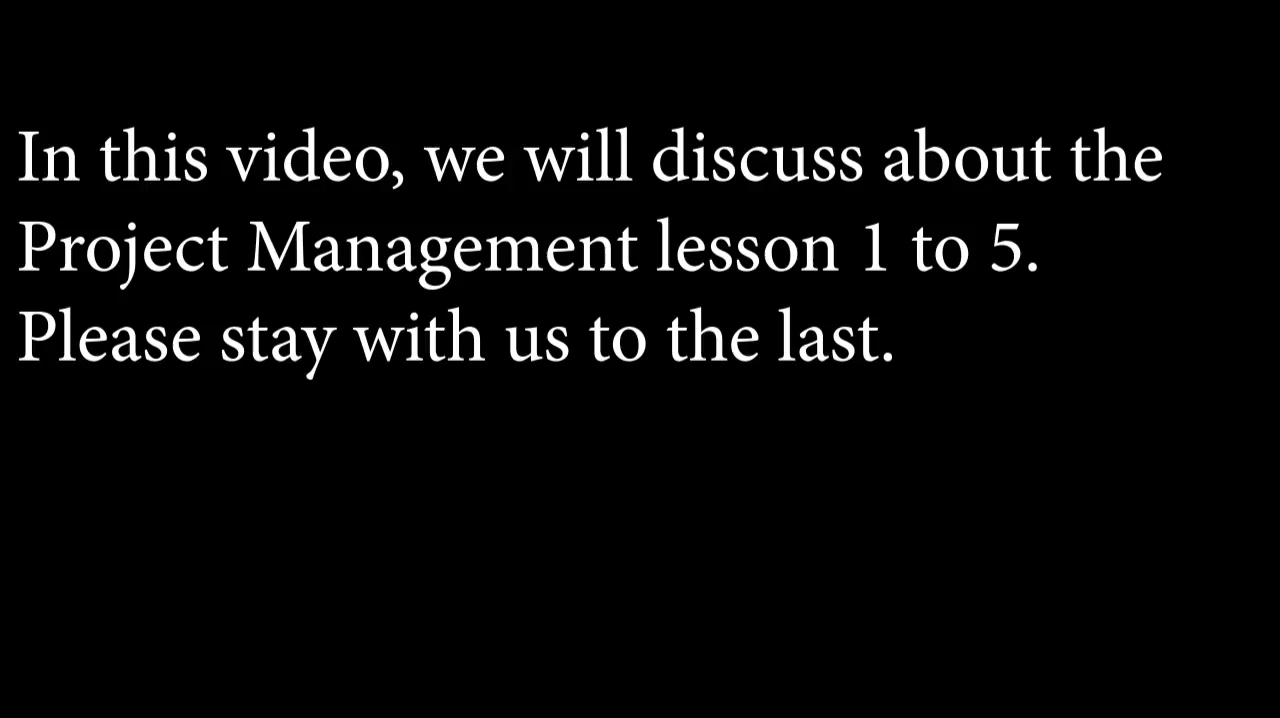 In this video, we will discuss about the
Project Management lesson 1 to 5.
Please stay with us to the last.